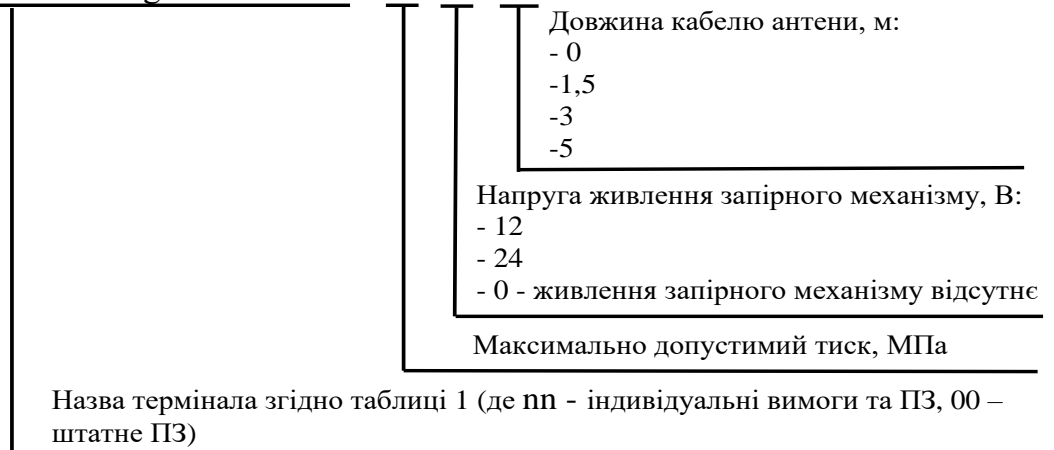 Довжина кабелю антени, м:
- 0
-1,5
-3
-5
Напруга живлення запірного механізму, В:
- 12
- 24
- 0 - живлення запірного механізму відсутнє
Максимально допустимий тиск, МПа
Назва термінала згідно таблиці 1 (де nn - індивідуальні вимоги та ПЗ, 00 –
штатне ПЗ)